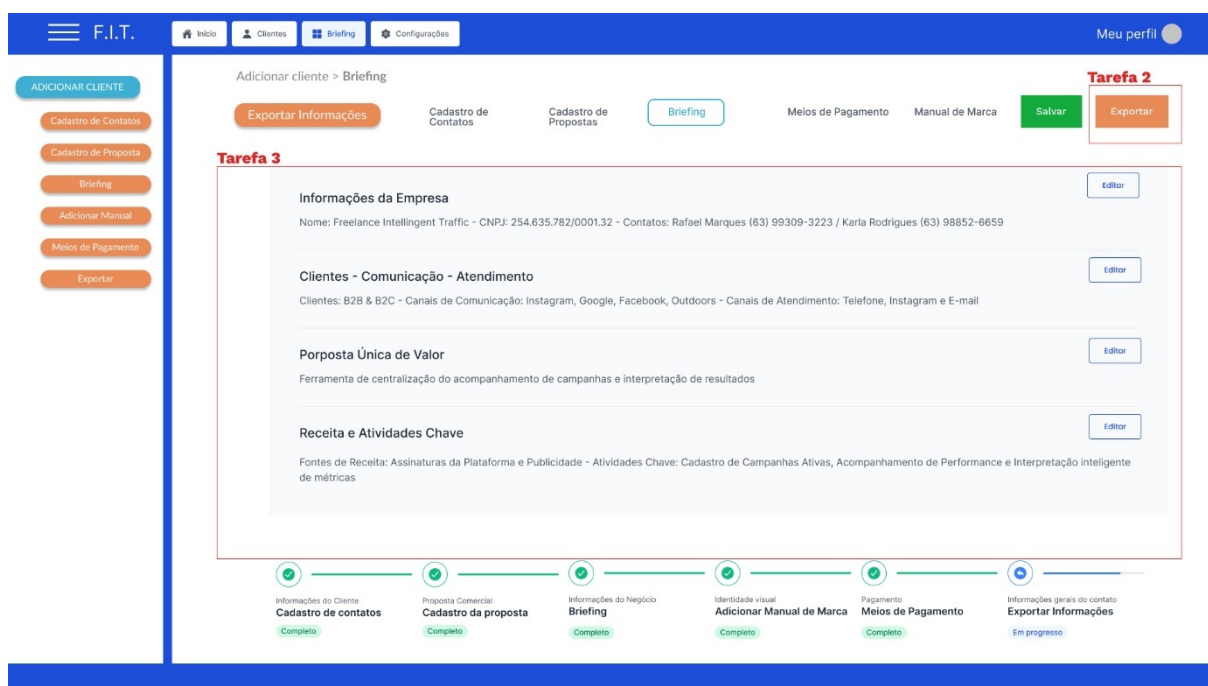 F.I.T.
Início
Clientes
Briefing
Configurações
Meu perfil
ADICIONAR CLIENTE
Cadastro de Contatos
Cadastro de Proposta
Briefing
Adicionar Manual
Meios de Pagamento
Exportar
Adicionar cliente > Briefing
Tarefa 2
Exportar Informações
Cadastro de
Contatos
Cadastro de
Propostas
Briefing
Meios de Pagamento
Manual de Marca
Salvar
Exportar
Tarefa 3
Informações da Empresa
Editar
Nome: Freelance Intellingent Traffic - CNPJ: 254.635.782/0001.32 - Contatos: Rafael Marques (63) 99309-3223 / Karla Rodrigues (63) 98852-6659
Clientes - Comunicação - Atendimento
Editar
Clientes: B2B & B2C - Canais de Comunicação: Instagram, Google, Facebook, Outdoors - Canais de Atendimento: Telefone, Instagram e E-mail
Porposta Única de Valor
Editar
Ferramenta de centralização do acompanhamento de campanhas e interpretação de resultados
Receita e Atividades Chave
Editar
Fontes de Receita: Assinaturas da Plataforma e Publicidade - Atividades Chave: Cadastro de Campanhas Ativas, Acompanhamento de Performance e Interpretação inteligente
de métricas
Informações do Cliente
Cadastro de contatos
Completo
Proposta Comercial
Cadastro da proposta
Completo
Informações do Negócio
Briefing
Completo
Identidade visual
Adicionar Manual de Marca
Completo
Pagamento
Meios de Pagamento
Completo
Informações gerais do contato
Exportar Informações
Em progresso